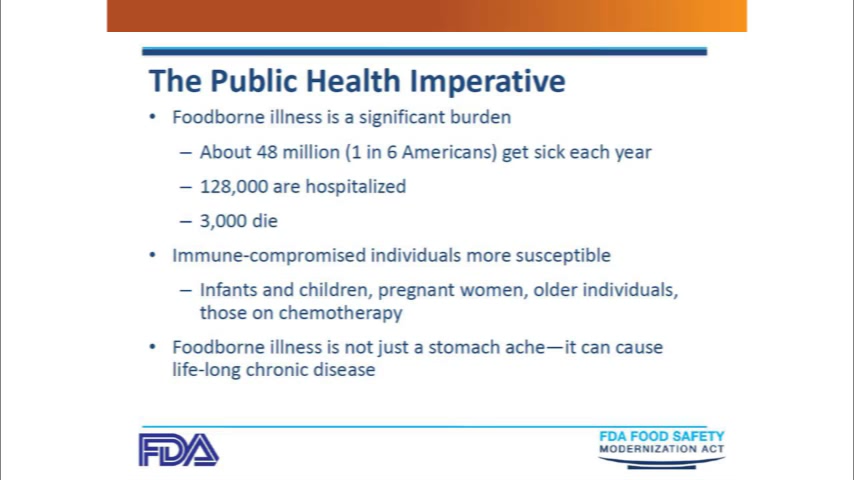 The Public Health Imperative
• Foodborne illness is a significant burden
– About 48 million (1 in 6 Americans) get sick each year
– 128,000 are hospitalized
– 3,000 die
• Immune-compromised individuals more susceptible
– Infants and children, pregnant women, older individuals,
those on chemotherapy
• Foodborne illness is not just a stomach ache—it can cause
life-long chronic disease
FDA
FDA FOOD SAFETY
MODERNIZATION ACT